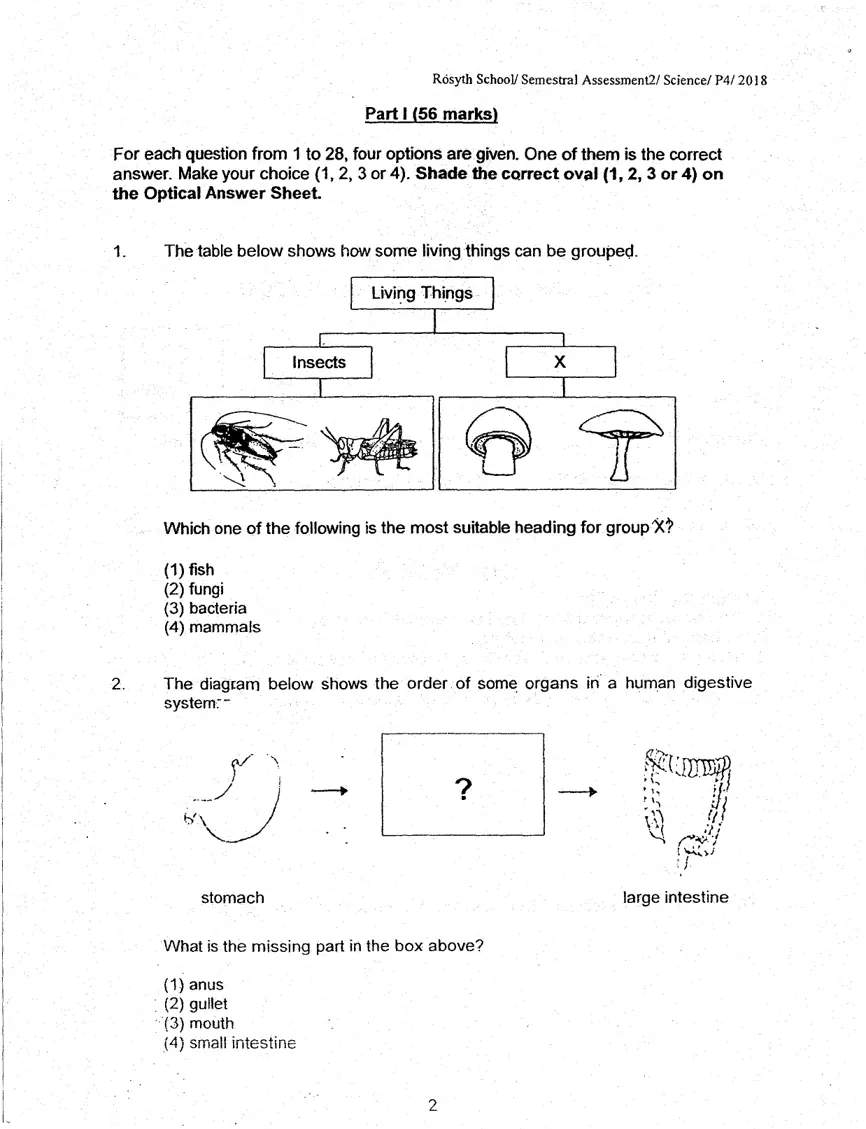 Rosyth School/ Semestral Assessment2/ Science/ P4/ 2018
Part I (56 marks)
For each question from 1 to 28, four options are given. One of them is the correct
answer. Make your choice (1, 2, 3 or 4). Shade the correct oval (1, 2, 3 or 4) on
the Optical Answer Sheet.
1. The table below shows how some living things can be grouped.
Living Things
Insects X
Which one of the following is the most suitable heading for group X?
(1) fish
(2) fungi
(3) bacteria
(4) mammals
2. The diagram below shows the order of some organs in a human digestive
system.
?
stomach large intestine
What is the missing part in the box above?
(1) anus
(2) gullet
(3) mouth
(4) small intestine
2